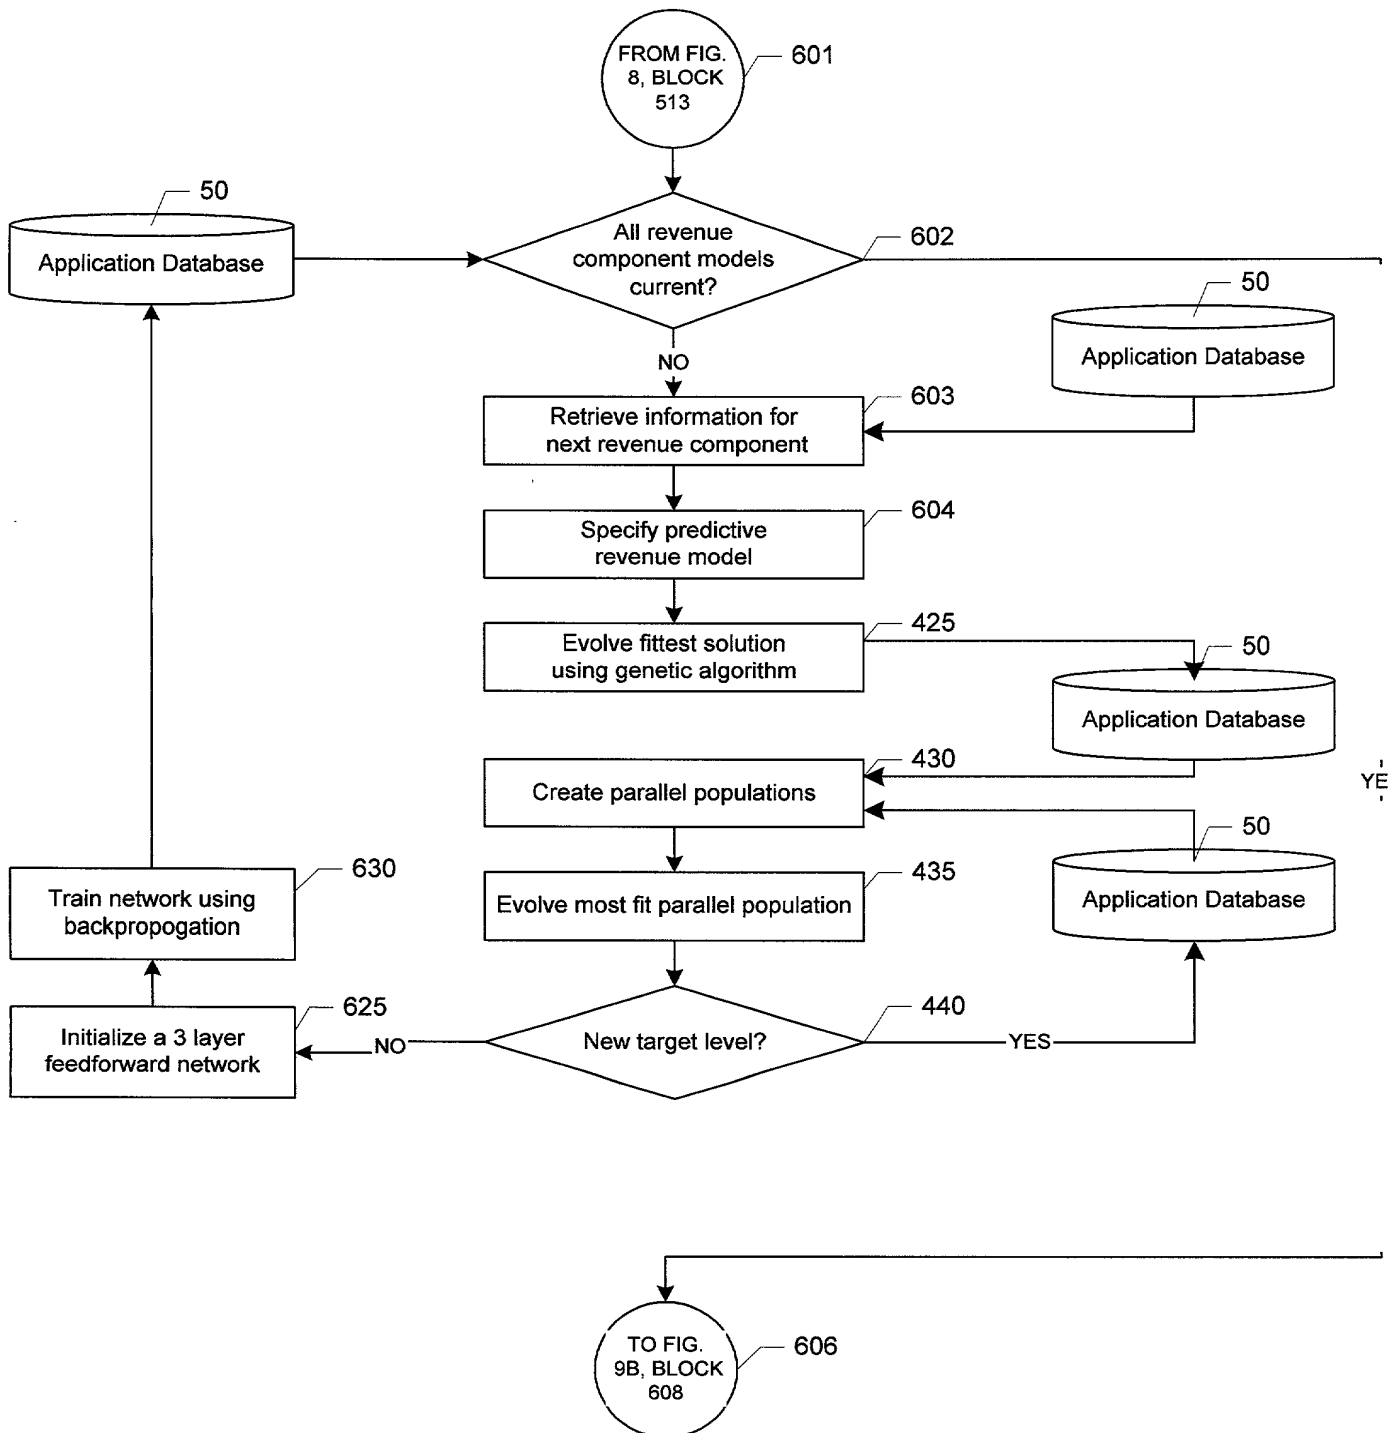 FROM FIG.
8, BLOCK
513
601
50
Application Database
All revenue
component models
current?
602
50
Application Database
NO
Retrieve information for
next revenue component
603
Specify predictive
revenue model
604
Evolve fittest solution
using genetic algorithm
425
50
Application Database
Create parallel populations
430
YE
50
Application Database
Evolve most fit parallel population
435
Train network using
backpropogation
630
New target level?
440
YES
NO
Initialize a 3 layer
feedforward network
625
TO FIG.
9B, BLOCK
608
606